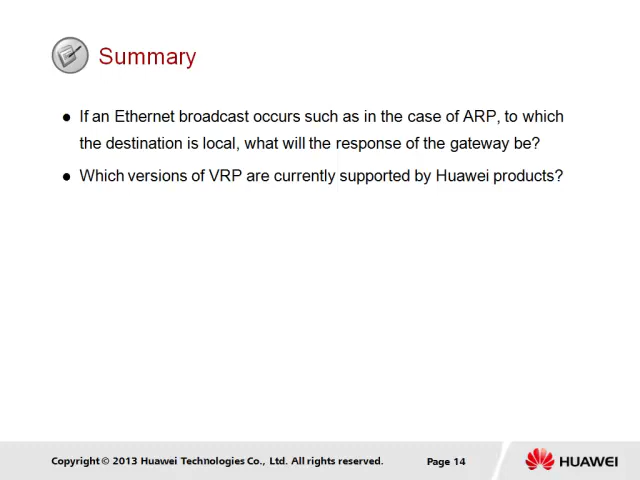 Summary
● If an Ethernet broadcast occurs such as in the case of ARP, to which
the destination is local, what will the response of the gateway be?
● Which versions of VRP are currently supported by Huawei products?
Copyright © 2013 Huawei Technologies Co., Ltd. All rights reserved.
Page 14
HUAWEI